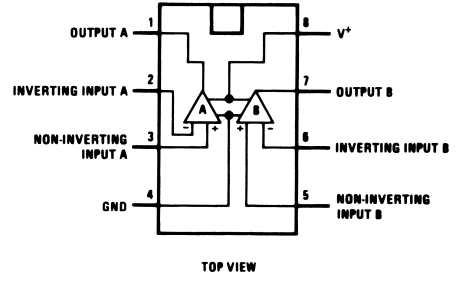 1
OUTPUT A
8
V+
2
INVERTING INPUT A
7
OUTPUT B
A
B
- +
+ -
3
NON-INVERTING
INPUT A
6
INVERTING INPUT B
4
GND
5
NON-INVERTING
INPUT B
TOP VIEW